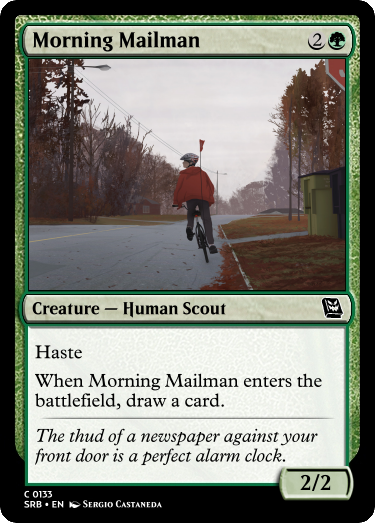 Morning Mailman 2
Creature — Human Scout
Haste
When Morning Mailman enters the
battlefield, draw a card.
The thud of a newspaper against your
front door is a perfect alarm clock.
2/2
C 0133
SRB • EN Sergio Castaneda